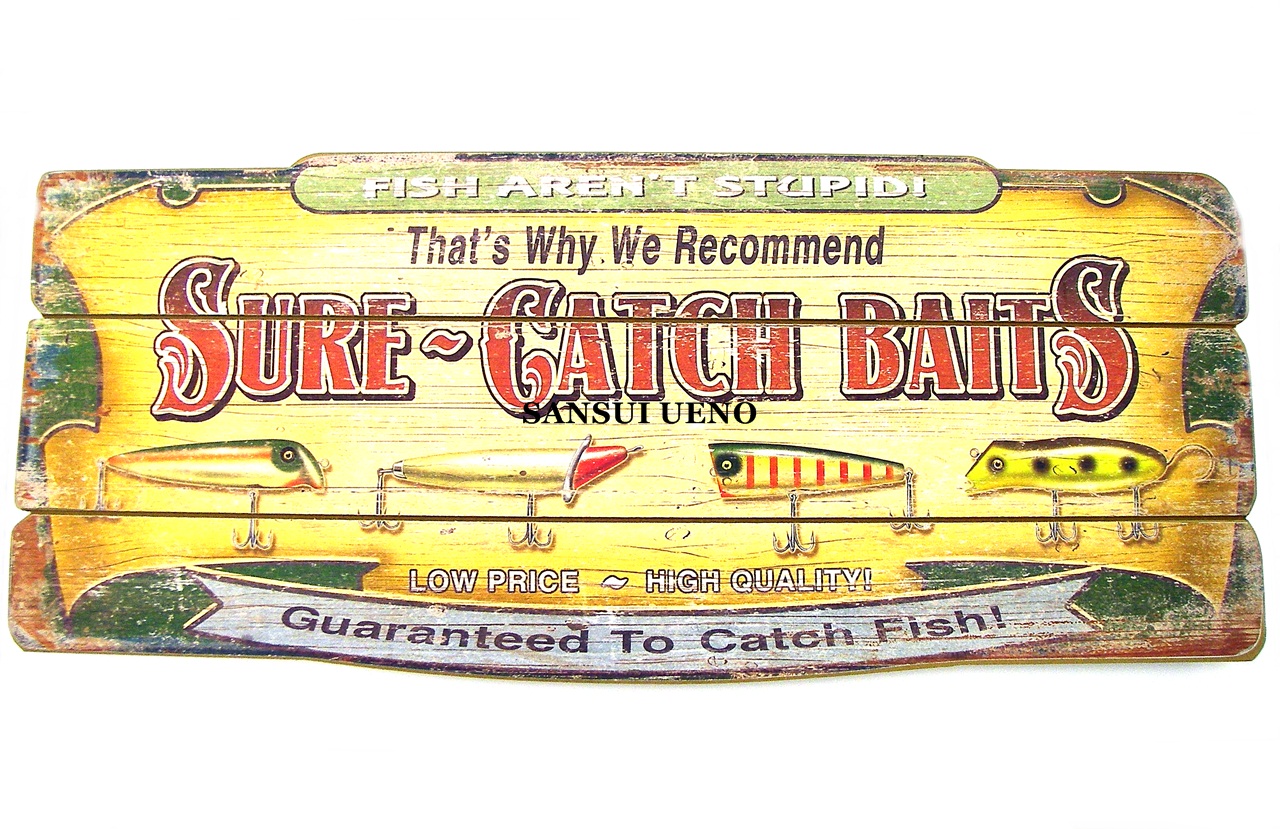 FISH AREN'T STUPID!
That's Why We Recommend
SURE~CATCH BAITS
SANSUI UENO
LOW PRICE ~ HIGH QUALITY!
Guaranteed To Catch Fish!